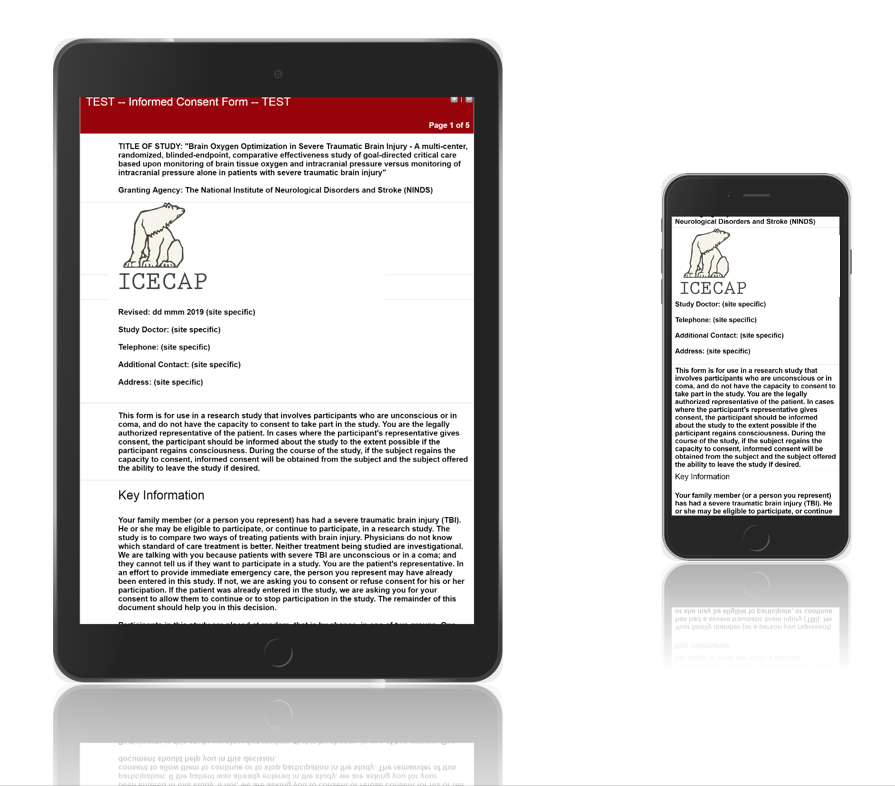 TEST -- Informed Consent Form -- TEST
Page 1 of 5
TITLE OF STUDY: "Brain Oxygen Optimization in Severe Traumatic Brain Injury - A multi-center,
randomized, blinded-endpoint, comparative effectiveness study of goal-directed critical care
based upon monitoring of brain tissue oxygen and intracranial pressure versus monitoring of
intracranial pressure alone in patients with severe traumatic brain injury"
Granting Agency: The National Institute of Neurological Disorders and Stroke (NINDS)
ICECAP
Revised: dd mmm 2019 (site specific)
Study Doctor: (site specific)
Telephone: (site specific)
Additional Contact: (site specific)
Address: (site specific)
This form is for use in a research study that involves participants who are unconscious or in
coma, and do not have the capacity to consent to take part in the study. You are the legally
authorized representative of the patient. In cases where the participant's representative gives
consent, the participant should be informed about the study to the extent possible if the
participant regains consciousness. During the course of the study, if the subject regains the
capacity to consent, informed consent will be obtained from the subject and the subject offered
the ability to leave the study if desired.
Key Information
Your family member (or a person you represent) has had a severe traumatic brain injury (TBI).
He or she may be eligible to participate, or continue to participate, in a research study. The
study is to compare two ways of treating patients with brain injury. Physicians do not know
which standard of care treatment is better. Neither treatment being studied are investigational.
We are talking with you because patients with severe TBI are unconscious or in a coma; and
they cannot tell us if they want to participate in a study. You are the patient's representative. In
an effort to provide immediate emergency care, the person you represent may have already
been entered in this study. If not, we are asking you to consent or refuse consent for his or her
participation. If the patient was already entered in the study, we are asking you for your
consent to allow them to continue or to stop participation in the study. The remainder of this
document should help you in this decision.
Participants in this study are placed at random, that is by chance, in one of two groups. One
Neurological Disorders and Stroke (NINDS)
ICECAP
Study Doctor: (site specific)
Telephone: (site specific)
Additional Contact: (site specific)
Address: (site specific)
This form is for use in a research study that
involves participants who are unconscious or in
coma, and do not have the capacity to consent to
take part in the study. You are the legally
authorized representative of the patient. In cases
where the participant's representative gives
consent, the participant should be informed
about the study to the extent possible if the
participant regains consciousness. During the
course of the study, if the subject regains the
capacity to consent, informed consent will be
obtained from the subject and the subject offered
the ability to leave the study if desired.
Key Information
Your family member (or a person you represent)
has had a severe traumatic brain injury (TBI). He
or she may be eligible to participate, or continue